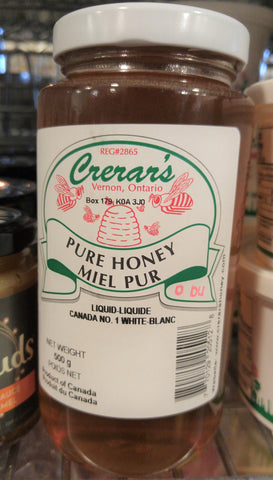 REG#2865
Crerar's
Vernon, Ontario
Box 179, K0A 3J0
PURE HONEY
MIEL PUR
LIQUID-LIQUIDE
CANADA NO. 1 WHITE-BLANC
NET WEIGHT
500 g
POIDS NET
Product of Canada
Produit du Canada
uds